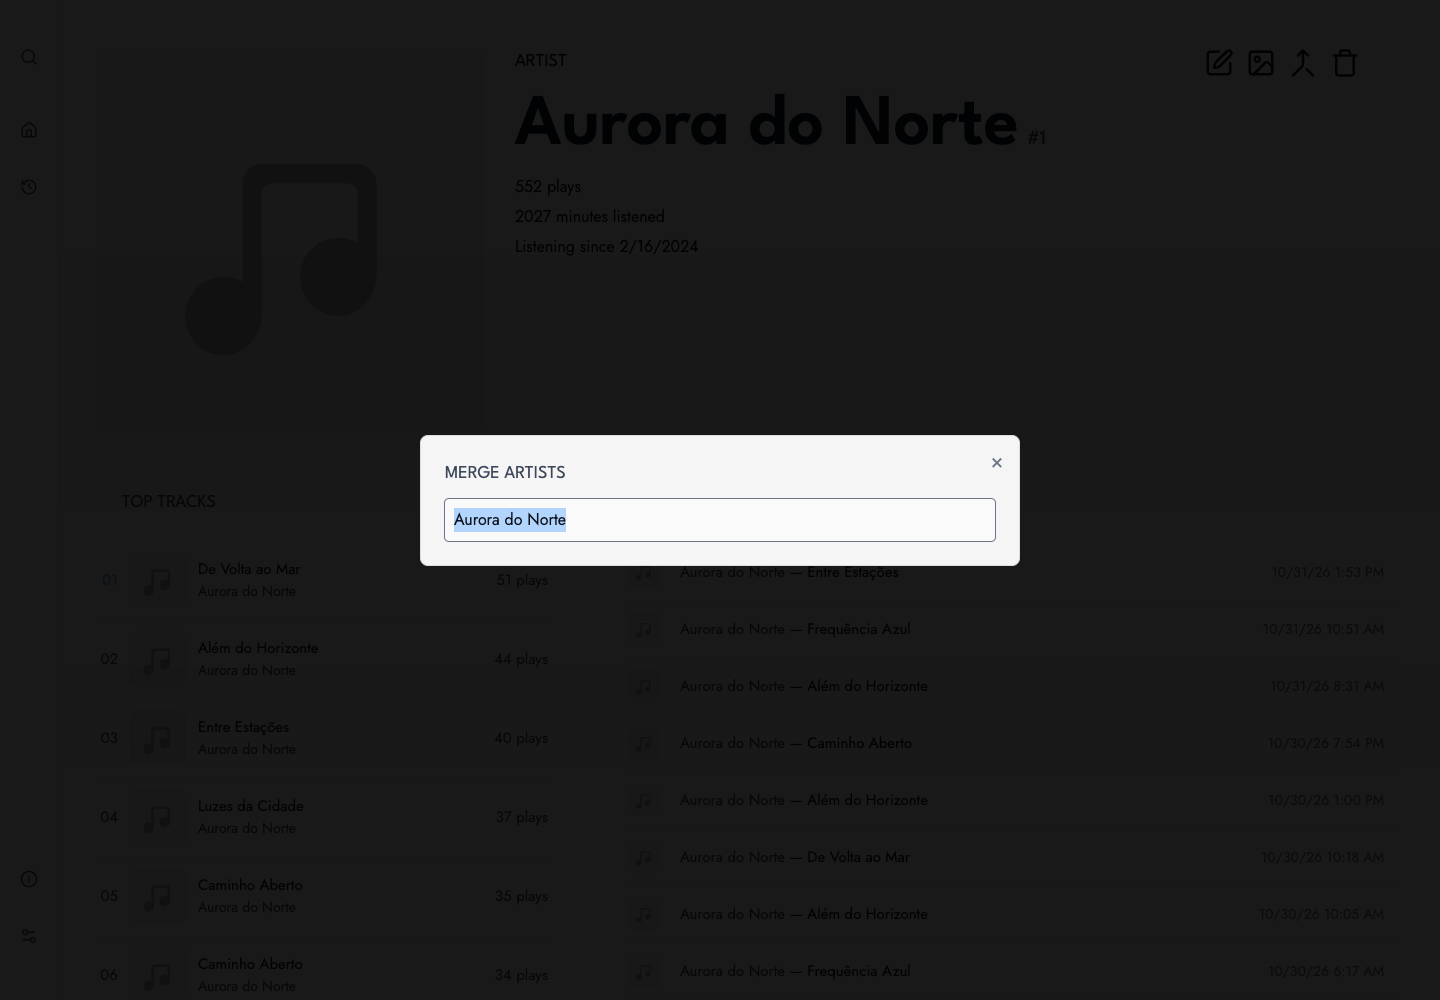 ARTIST
Aurora do Norte #1
552 plays
2027 minutes listened
Listening since 2/16/2024
MERGE ARTISTS
Aurora do Norte
TOP TRACKS
01
De Volta ao Mar
Aurora do Norte
51 plays
02
Além do Horizonte
Aurora do Norte
44 plays
03
Entre Estações
Aurora do Norte
40 plays
04
Luzes da Cidade
Aurora do Norte
37 plays
05
Caminho Aberto
Aurora do Norte
35 plays
06
Caminho Aberto
Aurora do Norte
34 plays
Aurora do Norte — Entre Estações 10/31/26 1:53 PM
Aurora do Norte — Frequência Azul 10/31/26 10:51 AM
Aurora do Norte — Além do Horizonte 10/31/26 8:31 AM
Aurora do Norte — Caminho Aberto 10/30/26 7:54 PM
Aurora do Norte — Além do Horizonte 10/30/26 1:00 PM
Aurora do Norte — De Volta ao Mar 10/30/26 10:18 AM
Aurora do Norte — Além do Horizonte 10/30/26 10:05 AM
Aurora do Norte — Frequência Azul 10/30/26 6:17 AM